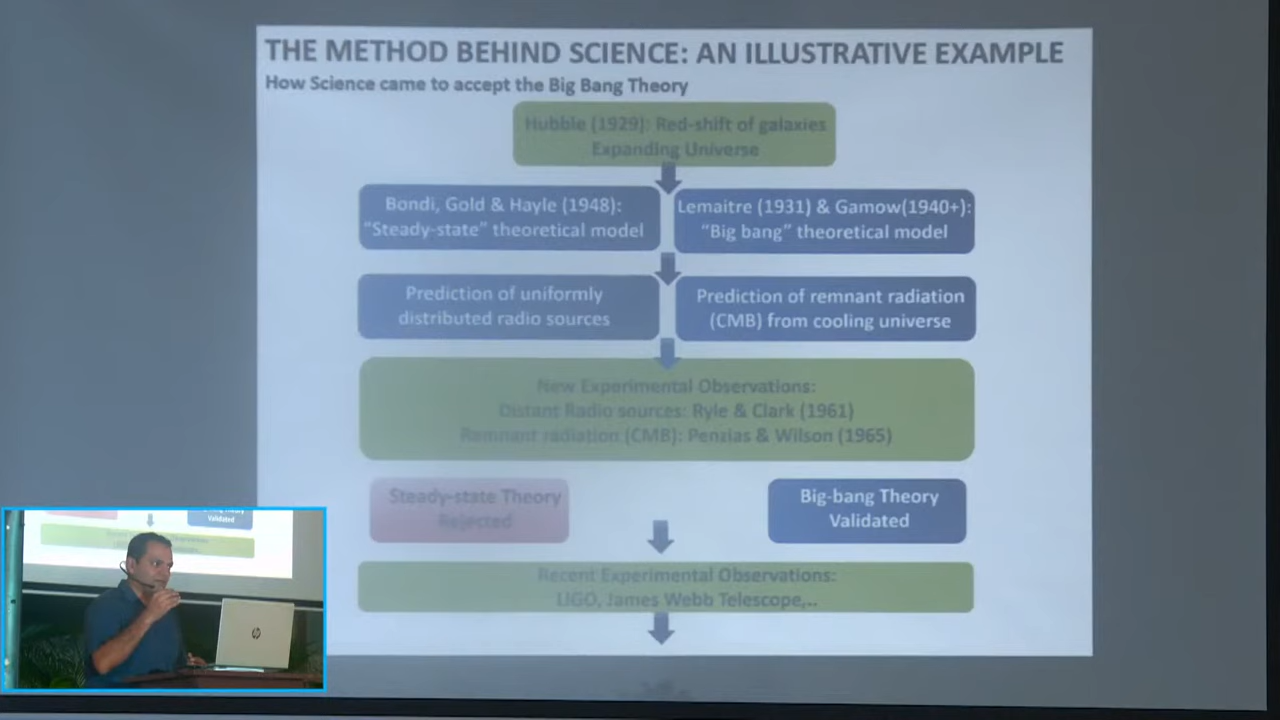 THE METHOD BEHIND SCIENCE: AN ILLUSTRATIVE EXAMPLE
How Science came to accept the Big Bang Theory
Hubble (1929): Red-shift of galaxies
Expanding Universe
Bondi, Gold & Hayle (1948):
"Steady-state" theoretical model
Lemaitre (1931) & Gamow(1940+):
"Big bang" theoretical model
Prediction of uniformly
distributed radio sources
Prediction of remnant radiation
(CMB) from cooling universe
New Experimental Observations:
Distant Radio sources: Ryle & Clark (1961)
Remnant radiation (CMB): Penzias & Wilson (1965)
Steady-state Theory
Rejected
Big-bang Theory
Validated
Recent Experimental Observations:
LIGO, James Webb Telescope,..
Validated
hp